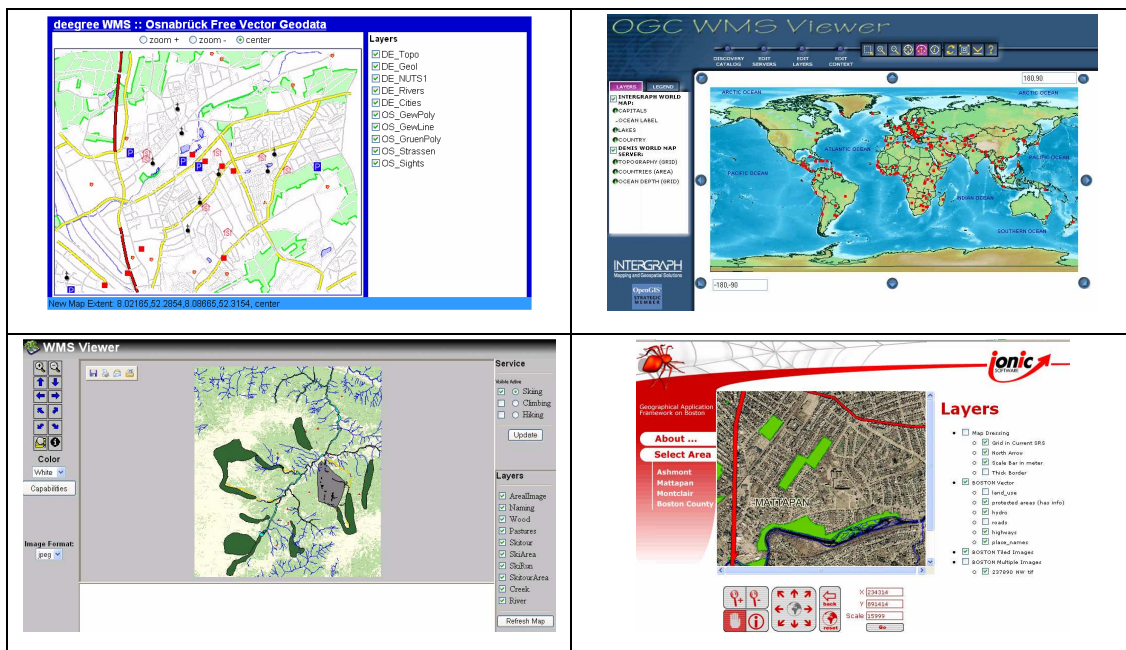 deegree WMS :: Osnabrück Free Vector Geodata
zoom + zoom - center
Layers
DE_Topo
DE_Geol
DE_NUTS1
DE_Rivers
DE_Cities
OS_GewPoly
OS_GewLine
OS_GruenPoly
OS_Strassen
OS_Sights
P
P
P
P
New Map Extent: 8.02165,52.2854,8.08665,52.3154, center
OGC WMS Viewer
DISCOVERY CATALOG
EDIT SERVERS
EDIT LAYERS
EDIT CONTEXT
LAYERS LEGEND
180,90
INTERGRAPH WORLD
MAP:
CAPITALS
OCEAN LABEL
LAKES
COUNTRY
DEMIS WORLD MAP
SERVER:
TOPOGRAPHY (GRID)
COUNTRIES (AREA)
OCEAN DEPTH (GRID)
ARCTIC OCEAN
ARCTIC OCEAN
ATLANTIC OCEAN
PACIFIC OCEAN
PACIFIC OCEAN
INDIAN OCEAN
SOUTHERN OCEAN
INTERGRAPH
Mapping and Geospatial Solutions
OpenGIS
STRATEGIC
MEMBER
-180,-90
WMS Viewer
Color
White
Capabilities
Image Format:
jpeg
Service
Visible Active
Skiing
Climbing
Hiking
Update
Layers
ArealImage
Naming
Wood
Pastures
Skitour
SkiArea
SkiRun
SkitourArea
Creek
River
Refresh Map
ionic
SOFTWARE
Geographical Application
Framework on Boston
About ...
Select Area
Ashmont
Mattapan
Montclair
Boston County
MATTAPAN
Layers
Map Dressing
Grid in Current SRS
North Arrow
Scale Bar in meter
Thick Border
BOSTON Vector
land_use
protected areas (has info)
hydro
roads
highways
place_names
BOSTON Tiled Images
BOSTON Multiple Images
237890 NW tif
back
reset
X 234314
Y 891414
Scale 15999
Go